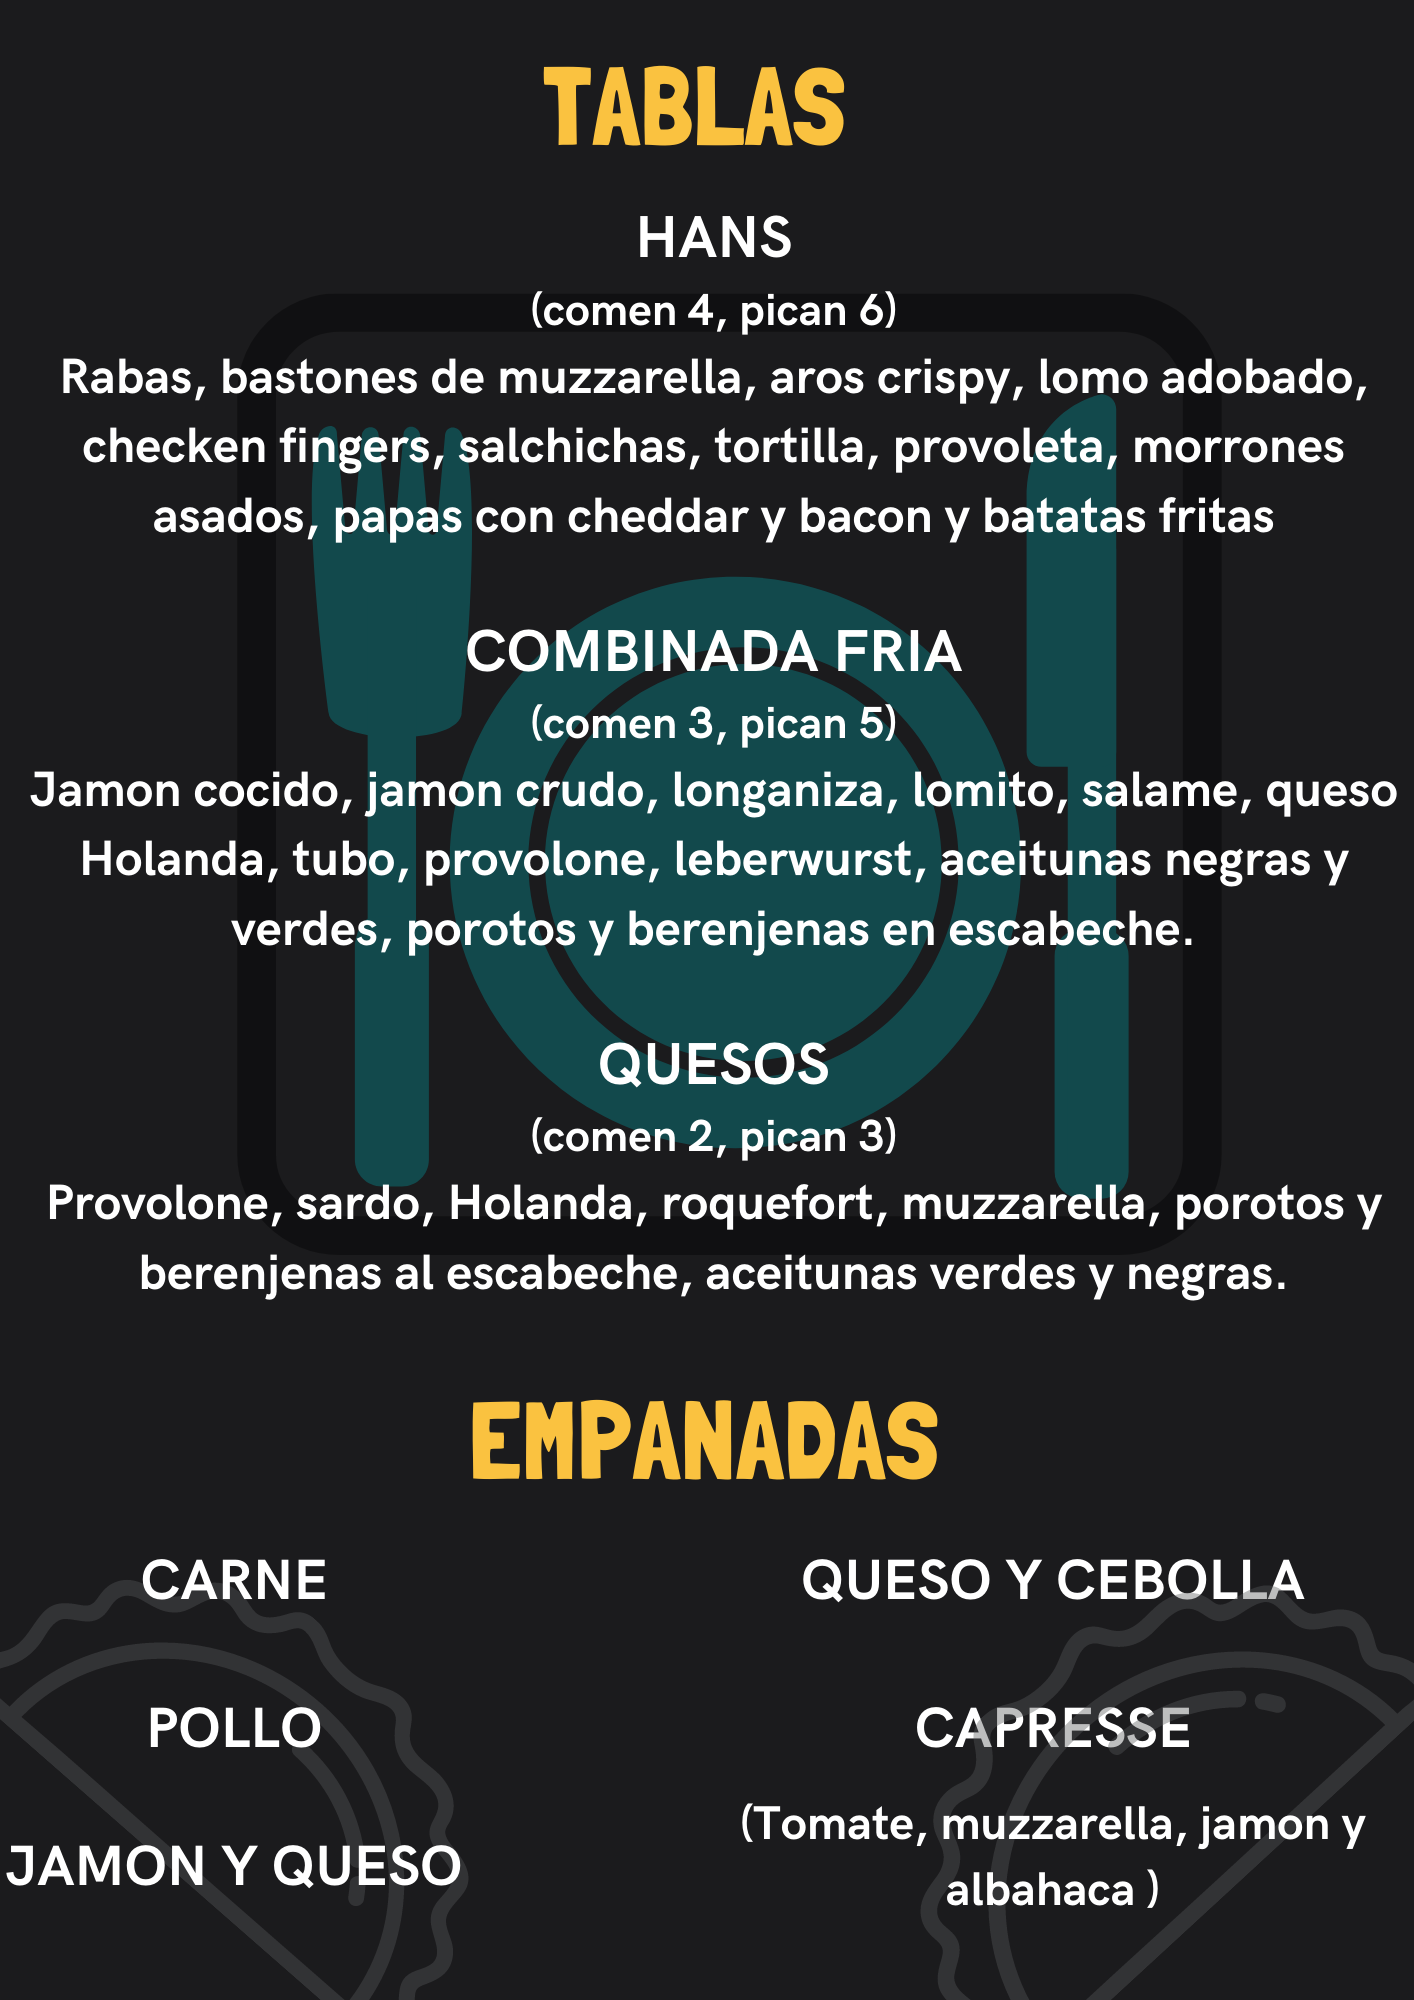 TABLAS
HANS
(comen 4, pican 6)
Rabas, bastones de muzzarella, aros crispy, lomo adobado,
checken fingers, salchichas, tortilla, provoleta, morrones
asados, papas con cheddar y bacon y batatas fritas
COMBINADA FRIA
(comen 3, pican 5)
Jamon cocido, jamon crudo, longaniza, lomito, salame, queso
Holanda, tubo, provolone, leberwurst, aceitunas negras y
verdes, porotos y berenjenas en escabeche.
QUESOS
(comen 2, pican 3)
Provolone, sardo, Holanda, roquefort, muzzarella, porotos y
berenjenas al escabeche, aceitunas verdes y negras.
EMPANADAS
CARNE
POLLO
JAMON Y QUESO
QUESO Y CEBOLLA
CAPRESSE
(Tomate, muzzarella, jamon y
albahaca )